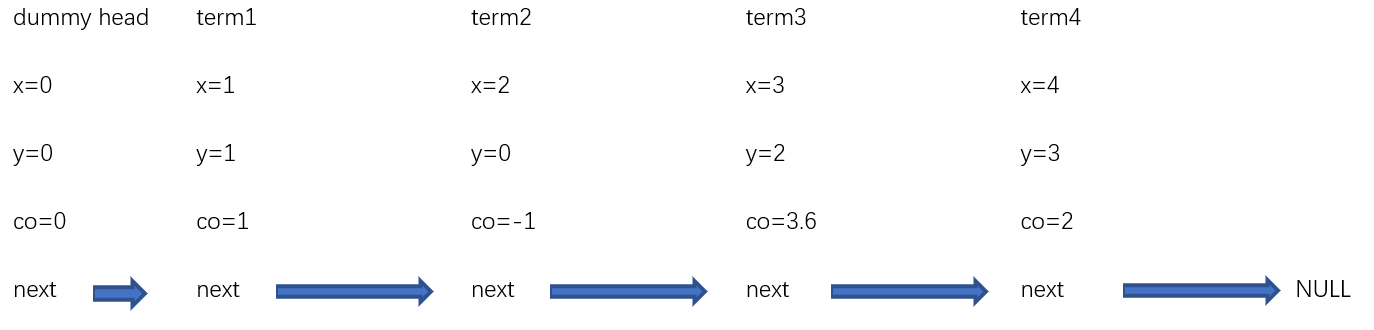 dummy head term1 term2 term3 term4
x=0 x=1 x=2 x=3 x=4
y=0 y=1 y=0 y=2 y=3
co=0 co=1 co=-1 co=3.6 co=2
next next next next next NULL